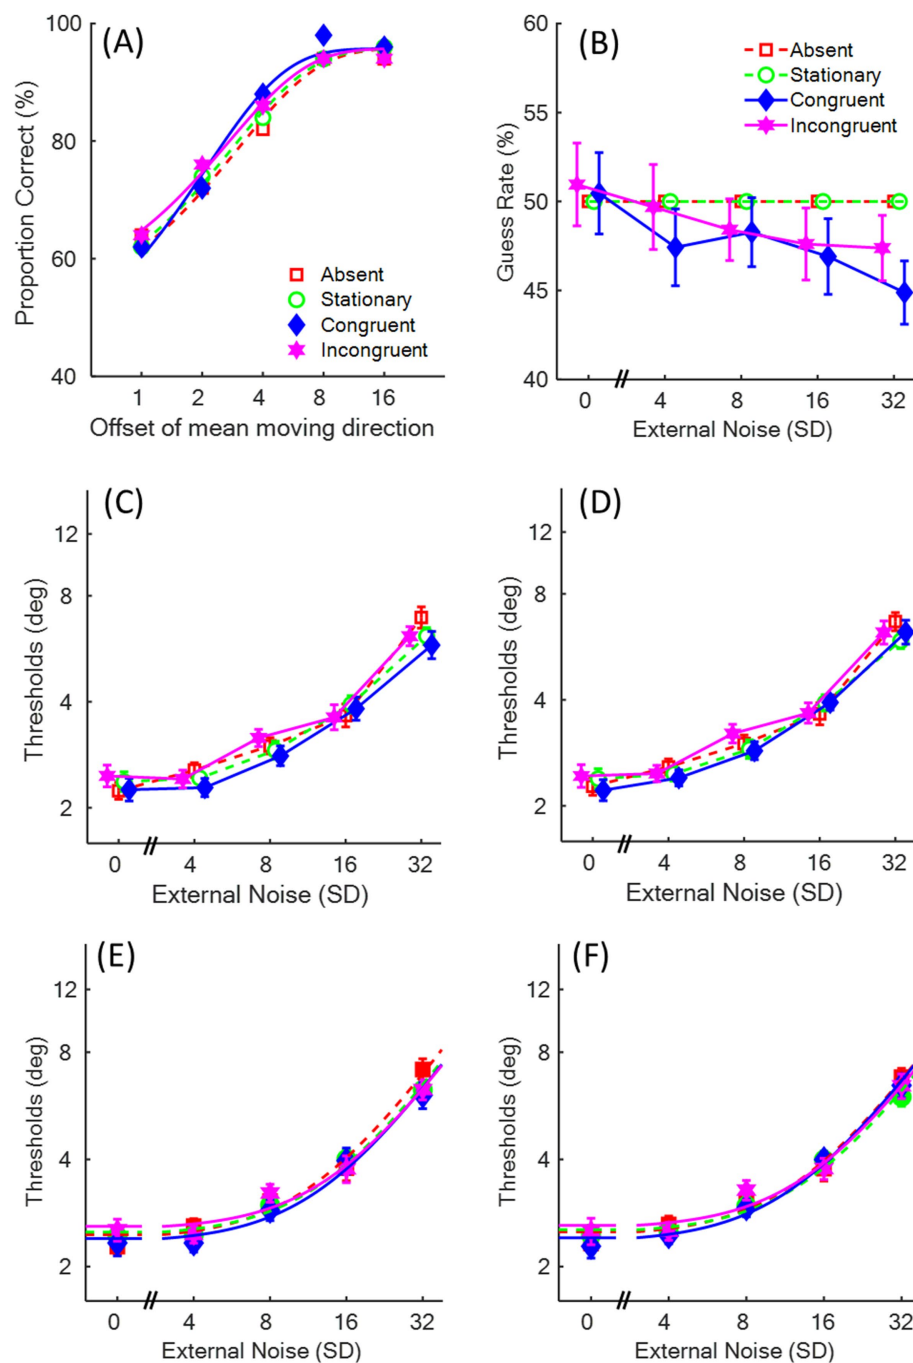 (A)
100
80
60
40
Proportion Correct (%)
Absent
Stationary
Congruent
Incongruent
1 2 4 8 16
Offset of mean moving direction
(B)
60
55
50
45
40
Guess Rate (%)
Absent
Stationary
Congruent
Incongruent
0 4 8 16 32
External Noise (SD)
(C)
12
8
4
2
Thresholds (deg)
0 4 8 16 32
External Noise (SD)
(D)
12
8
4
2
Thresholds (deg)
0 4 8 16 32
External Noise (SD)
(E)
12
8
4
2
Thresholds (deg)
0 4 8 16 32
External Noise (SD)
(F)
12
8
4
2
Thresholds (deg)
0 4 8 16 32
External Noise (SD)